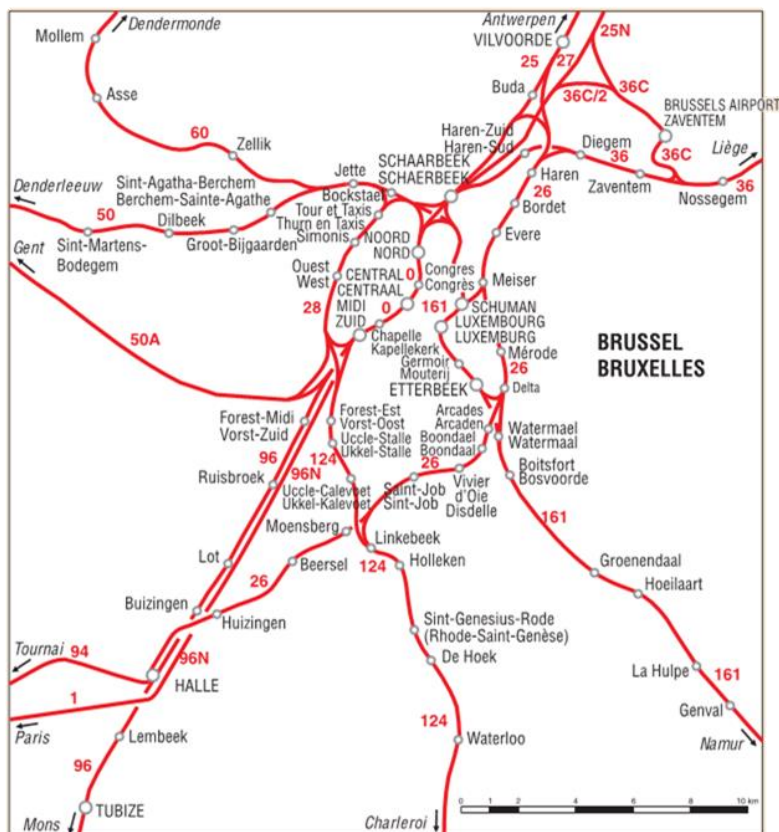 Antwerpen
VILVOORDE
25N
Dendermonde
Mollem
25
27
Buda
36C/2
36C
BRUSSELS AIRPORT
ZAVENTEM
Asse
60
Zellik
Haren-Zuid
Haren-Sud
Diegem
36C
Liège
SCHAARBEEK
SCHAERBEEK
36
Haren
Zaventem
36
Nossegem
Jette
Bockstael
26
Bordet
Denderleeuw
Sint-Agatha-Berchem
Berchem-Sainte-Agathe
Tour et Taxis
Thurn en Taxis
Simonis
50
Dilbeek
Groot-Bijgaarden
Sint-Martens-
Bodegem
NOORD
NORD
Evere
Gent
Ouest
West
CENTRAL
CENTRAAL
0
Congres
Congrès
Meiser
MIDI
ZUID
0
161
SCHUMAN
28
LUXEMBOURG
LUXEMBURG
50A
Chapelle
Kapellekerk
Germoir
Mouterij
Mérode
26
BRUSSEL
BRUXELLES
ETTERBEEK
Delta
Forest-Midi
Vorst-Zuid
Forest-Est
Vorst-Oost
Uccle-Stalle
Ukkel-Stalle
Arcades
Arcaden
Boondael
Boondaal
Watermael
Watermaal
96
96N
124
26
Ruisbroek
Uccle-Calevoet
Ukkel-Kalevoet
Saint-Job
Sint-Job
Vivier
d'Oie
Disdelle
Boitsfort
Bosvoorde
161
Moensberg
Linkebeek
Lot
26
Beersel
124
Holleken
Groenendaal
Hoeilaart
Buizingen
Huizingen
Sint-Genesius-Rode
(Rhode-Saint-Genèse)
Tournai
94
96N
De Hoek
HALLE
1
La Hulpe
161
Paris
Lembeek
124
Waterloo
Genval
96
Namur
TUBIZE
Mons
Charleroi
0 1 2 4 6 8 10 km